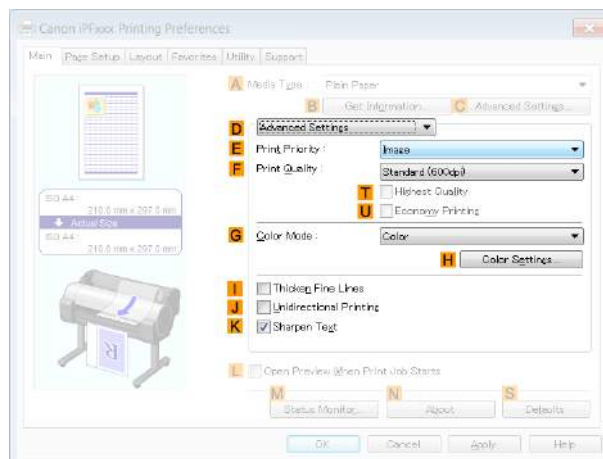 Canon iPFxxx Printing Preferences
Main Page Setup Layout Favorites Utility Support
A Media Type : Plain Paper
B Get Information... C Advanced Settings...
D Advanced Settings
E Print Priority : Image
F Print Quality : Standard (600dpi)
T Highest Quality
U Economy Printing
ISO A4 :
210.0 mm x 297.0 mm
Actual Size
ISO A4 :
210.0 mm x 297.0 mm
G Color Mode : Color
H Color Settings...
I Thicken Fine Lines
J Unidirectional Printing
K Sharpen Text
R
L Open Preview When Print Job Starts
M N S
Status Monitor... About Defaults
OK Cancel Apply Help